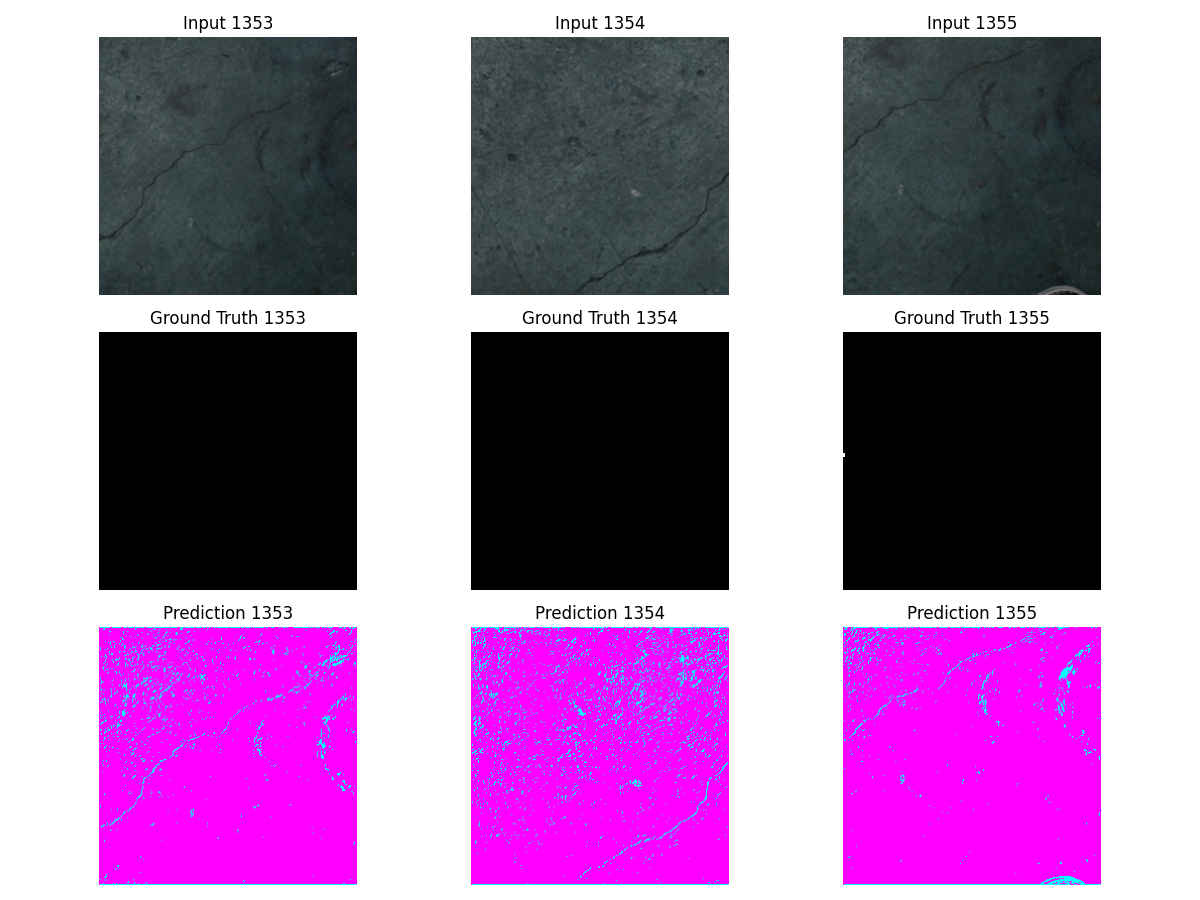 Input 1353
Input 1354
Input 1355
Ground Truth 1353
Ground Truth 1354
Ground Truth 1355
Prediction 1353
Prediction 1354
Prediction 1355